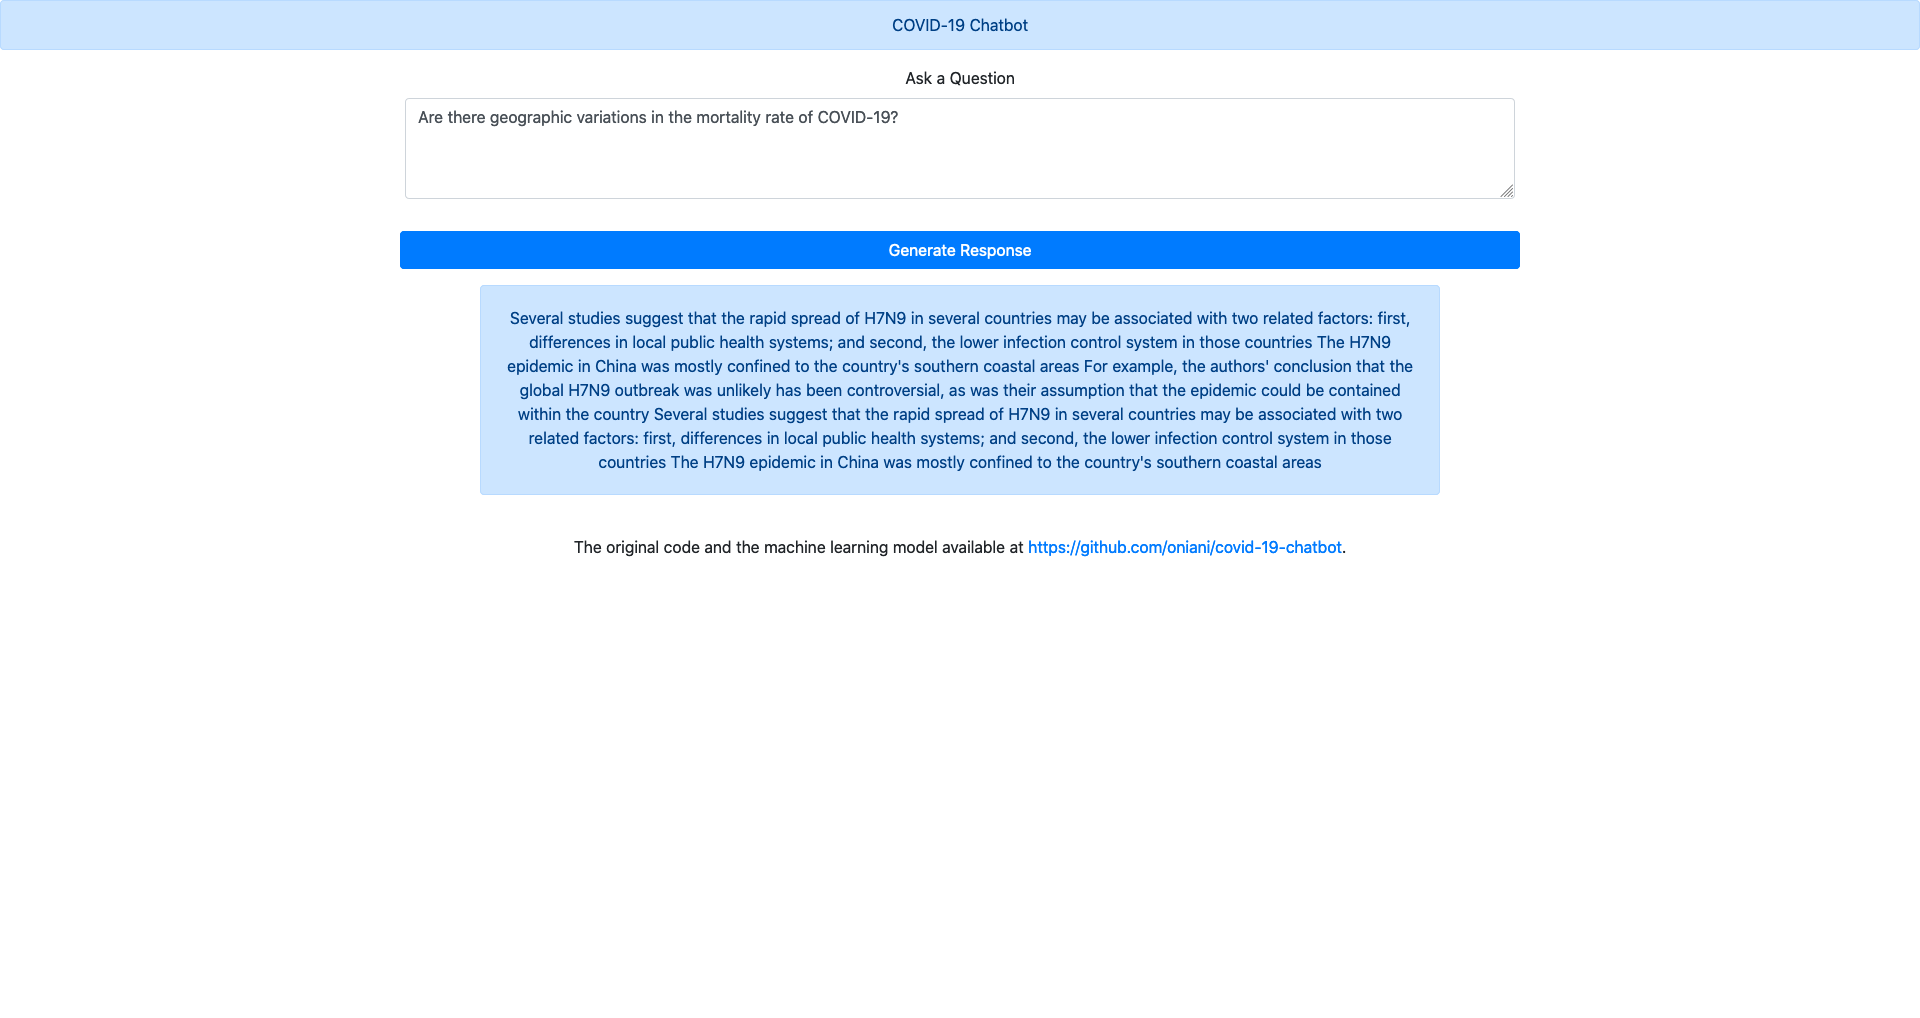 COVID-19 Chatbot
Ask a Question
Are there geographic variations in the mortality rate of COVID-19?
Generate Response
Several studies suggest that the rapid spread of H7N9 in several countries may be associated with two related factors: first,
differences in local public health systems; and second, the lower infection control system in those countries The H7N9
epidemic in China was mostly confined to the country's southern coastal areas For example, the authors' conclusion that the
global H7N9 outbreak was unlikely has been controversial, as was their assumption that the epidemic could be contained
within the country Several studies suggest that the rapid spread of H7N9 in several countries may be associated with two
related factors: first, differences in local public health systems; and second, the lower infection control system in those
countries The H7N9 epidemic in China was mostly confined to the country's southern coastal areas
The original code and the machine learning model available at https://github.com/oniani/covid-19-chatbot.